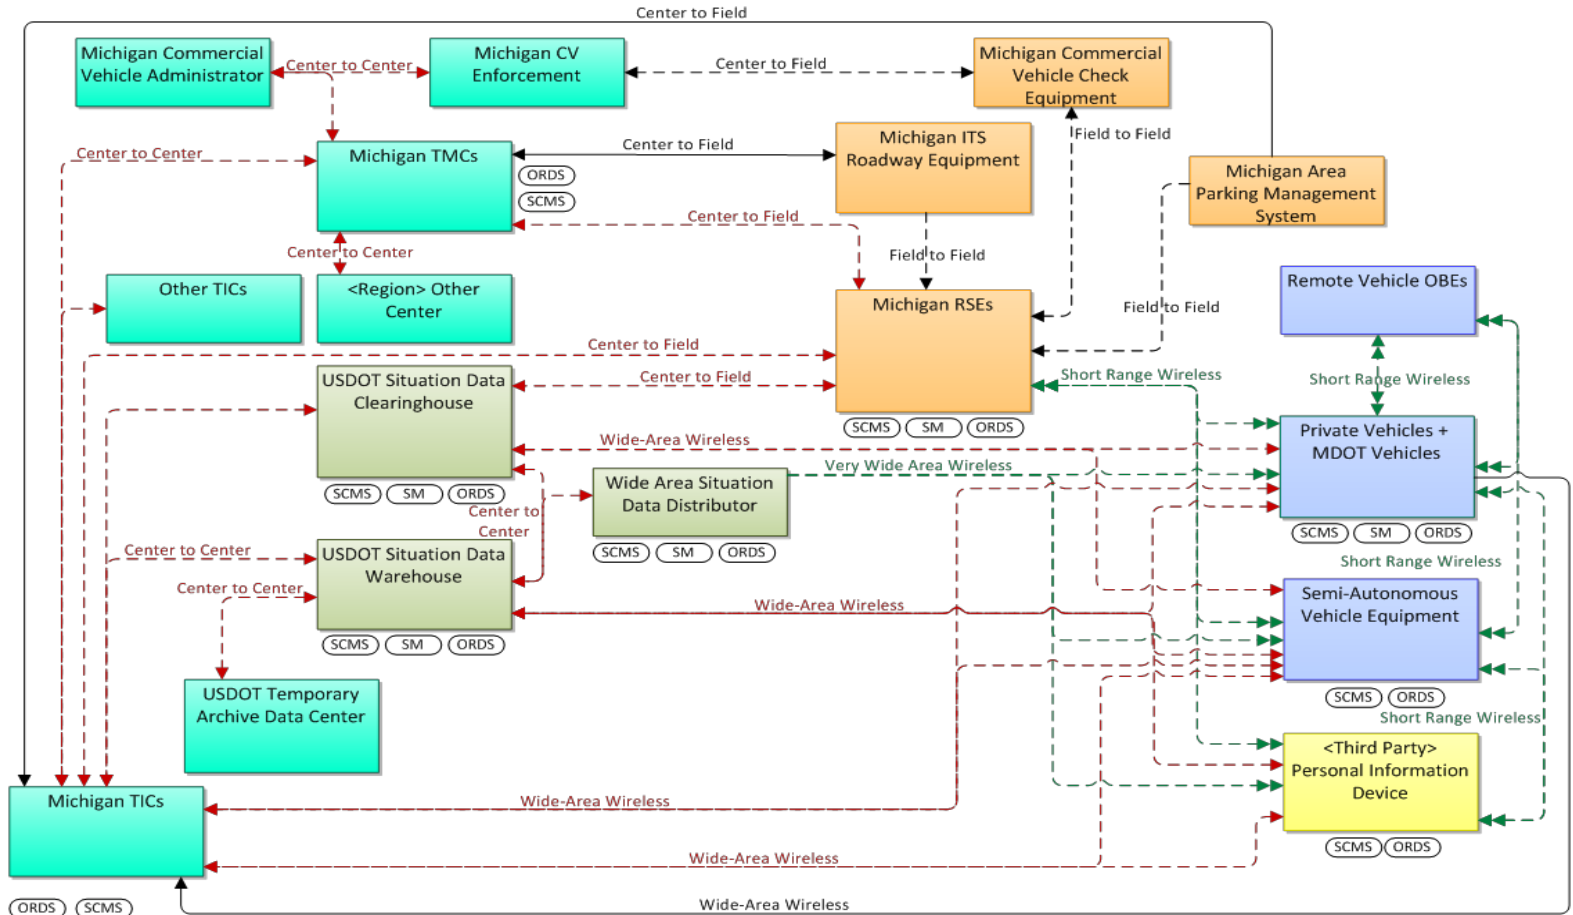 Center to Field
Michigan Commercial
Vehicle Administrator
Center to Center
Michigan CV
Enforcement
Center to Field
Michigan Commercial
Vehicle Check
Equipment
Center to Center
Michigan TMCs
ORDS
SCMS
Center to Field
Michigan ITS
Roadway Equipment
Field to Field
Michigan Area
Parking Management
System
Center to Field
Center to Center
Field to Field
Other TICs
<Region> Other
Center
Michigan RSEs
Field to Field
Remote Vehicle OBEs
Center to Field
USDOT Situation Data
Clearinghouse
Center to Field
Short Range Wireless
Short Range Wireless
SCMS
SM
ORDS
Private Vehicles +
MDOT Vehicles
Wide-Area Wireless
Very Wide Area Wireless
SCMS
SM
ORDS
Wide Area Situation
Data Distributor
Center to
Center
SCMS
SM
ORDS
SCMS
SM
ORDS
Center to Center
USDOT Situation Data
Warehouse
Short Range Wireless
Center to Center
Wide-Area Wireless
Semi-Autonomous
Vehicle Equipment
SCMS
SM
ORDS
USDOT Temporary
Archive Data Center
SCMS
ORDS
Short Range Wireless
<Third Party>
Personal Information
Device
Michigan TICs
Wide-Area Wireless
SCMS
ORDS
Wide-Area Wireless
ORDS
SCMS
Wide-Area Wireless